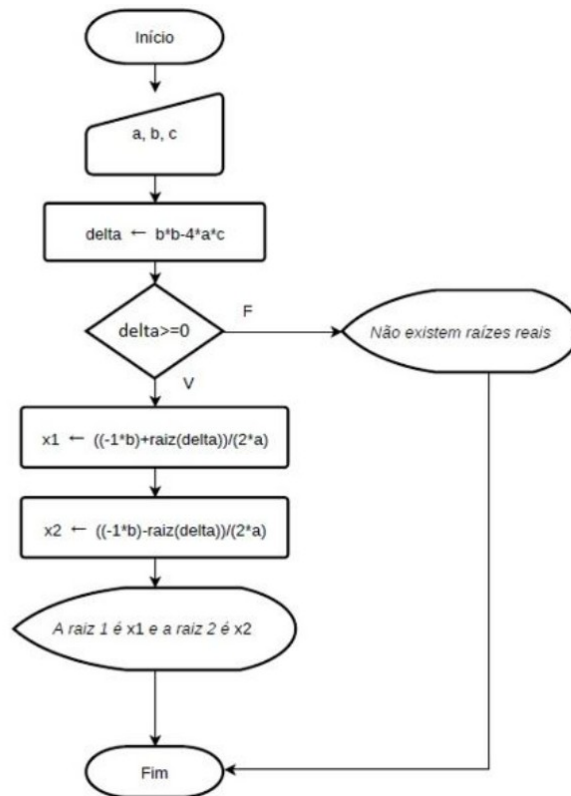 Início
a, b, c
delta ← b*b-4*a*c
delta>=0
F
Não existem raízes reais
V
x1 ← ((-1*b)+raiz(delta))/(2*a)
x2 ← ((-1*b)-raiz(delta))/(2*a)
A raiz 1 é x1 e a raiz 2 é x2
Fim